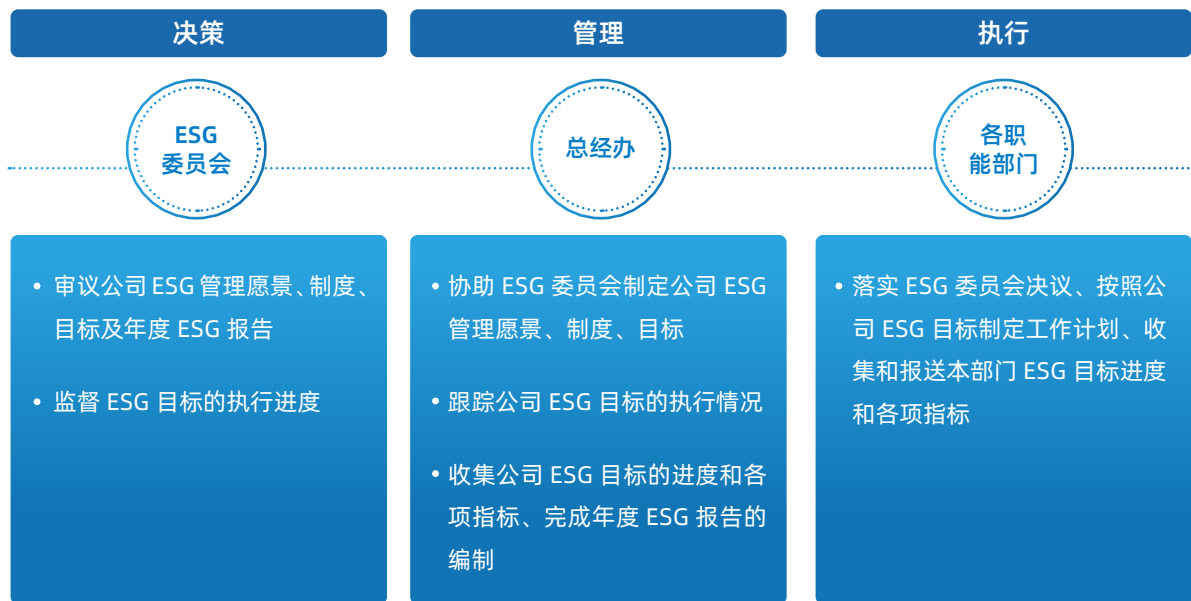 决策
管理
执行
ESG
委员会
总经办
各职
能部门
• 审议公司 ESG 管理愿景、制度、
目标及年度 ESG 报告
• 监督 ESG 目标的执行进度
• 协助 ESG 委员会制定公司 ESG
管理愿景、制度、目标
• 跟踪公司 ESG 目标的执行情况
• 收集公司 ESG 目标的进度和各
项指标、完成年度 ESG 报告的
编制
• 落实 ESG 委员会决议、按照公
司 ESG 目标制定工作计划、收
集和报送本部门 ESG 目标进度
和各项指标